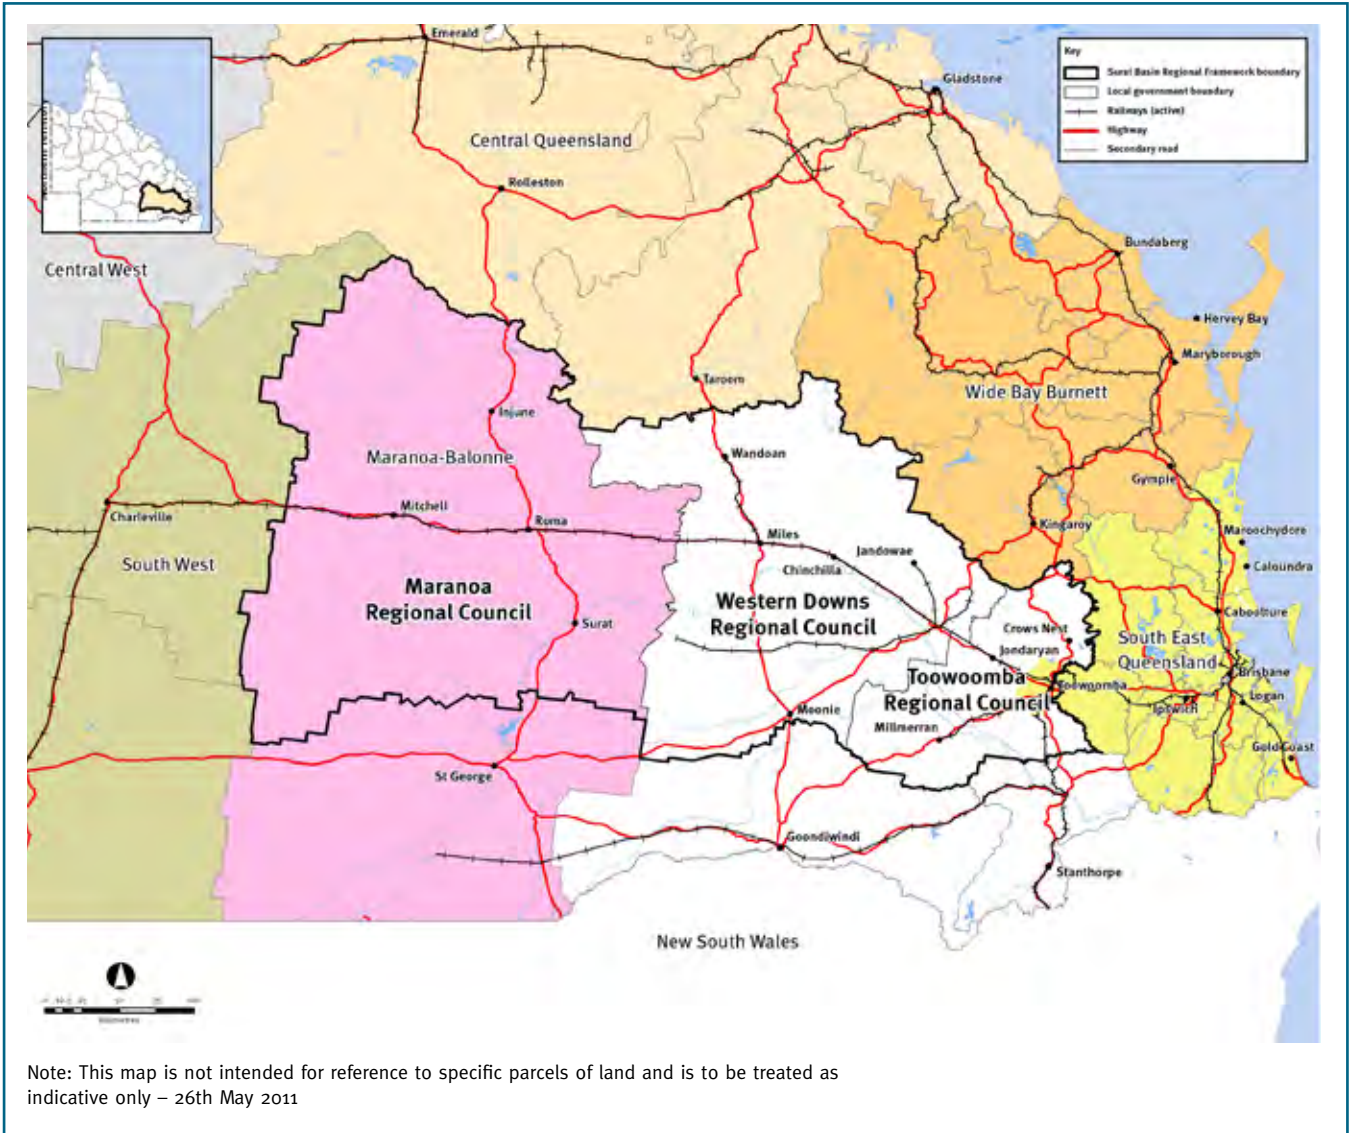 Emerald
Gladstone
Key
Surat Basin Regional Framework boundary
Local government boundary
Railways (active)
Highway
Secondary road
Central Queensland
Rolleston
Bundaberg
Central West
Hervey Bay
Maryborough
Taroom
Wide Bay Burnett
Injune
Maranoa-Balonne
Wandoan
Gympie
Mitchell
Charleville
Roma
Kingaroy
Maroochydore
Miles
Jandowae
South West
Chinchilla
Caloundra
Maranoa
Regional Council
Western Downs
Regional Council
Caboolture
Surat
Crows Nest
South East
Queensland
Jondaryan
Toowoomba
Regional Council
Toowoomba
Brisbane
Logan
Ipswich
Moonie
Millmerran
Gold Coast
St George
Goondiwindi
Stanthorpe
New South Wales
Note: This map is not intended for reference to specific parcels of land and is to be treated as
indicative only – 26th May 2011